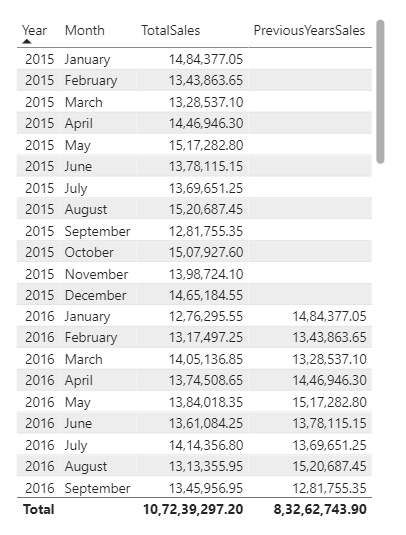 Year Month TotalSales PreviousYearsSales
2015 January 14,84,377.05
2015 February 13,43,863.65
2015 March 13,28,537.10
2015 April 14,46,946.30
2015 May 15,17,282.80
2015 June 13,78,115.15
2015 July 13,69,651.25
2015 August 15,20,687.45
2015 September 12,81,755.35
2015 October 15,07,927.60
2015 November 13,98,724.10
2015 December 14,65,184.55
2016 January 12,76,295.55 14,84,377.05
2016 February 13,17,497.25 13,43,863.65
2016 March 14,05,136.85 13,28,537.10
2016 April 13,74,508.65 14,46,946.30
2016 May 13,84,018.35 15,17,282.80
2016 June 13,61,084.25 13,78,115.15
2016 July 14,14,356.80 13,69,651.25
2016 August 13,13,355.95 15,20,687.45
2016 September 13,45,956.95 12,81,755.35
Total 10,72,39,297.20 8,32,62,743.90